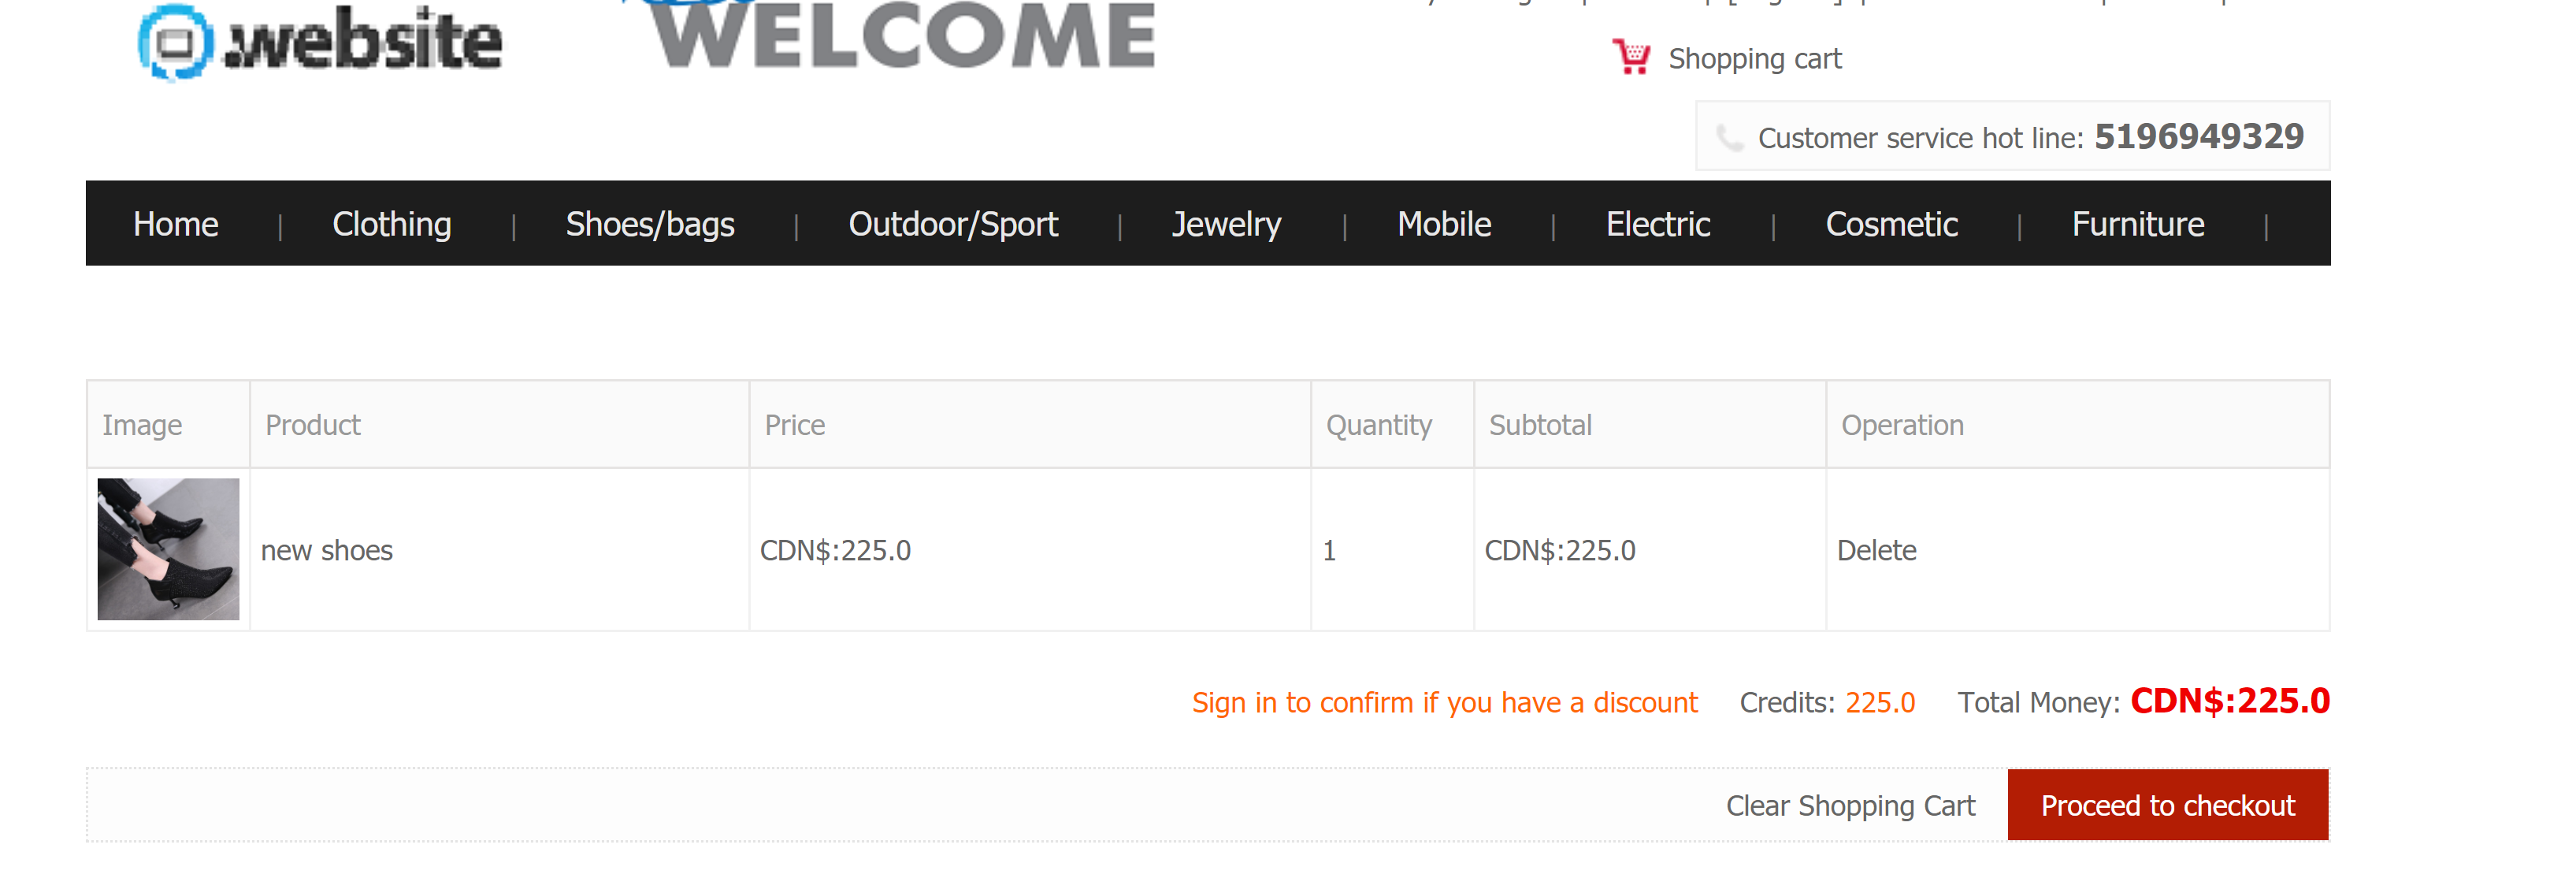 .website
WELCOME
Shopping cart
Customer service hot line: 5196949329
Home | Clothing | Shoes/bags | Outdoor/Sport | Jewelry | Mobile | Electric | Cosmetic | Furniture |
Image Product Price Quantity Subtotal Operation
new shoes CDN$:225.0 1 CDN$:225.0 Delete
Sign in to confirm if you have a discount Credits: 225.0 Total Money: CDN$:225.0
Clear Shopping Cart Proceed to checkout